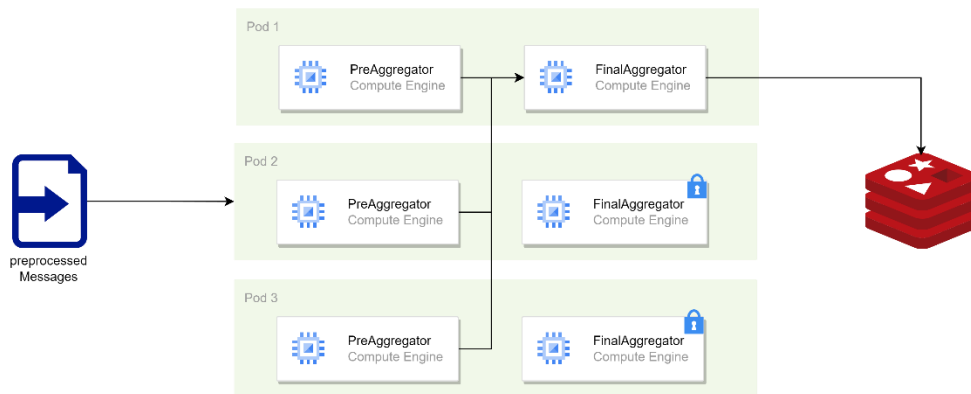 Pod 1
PreAggregator
Compute Engine
FinalAggregator
Compute Engine
Pod 2
PreAggregator
Compute Engine
FinalAggregator
Compute Engine
preprocessed
Messages
Pod 3
PreAggregator
Compute Engine
FinalAggregator
Compute Engine